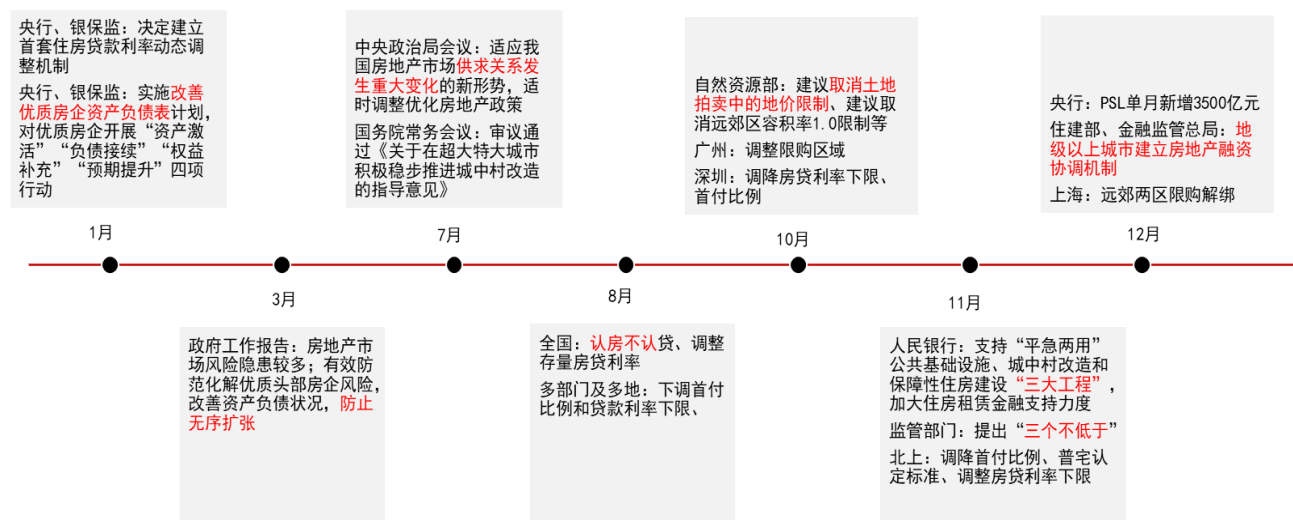 央行、银保监：决定建立
首套住房贷款利率动态调
整机制
央行、银保监：实施改善
优质房企资产负债表计划，
对优质房企开展“资产激
活”“负债接续”“权益
补充”“预期提升”四项
行动
1月
政府工作报告：房地产市
场风险隐患较多；有效防
范化解优质头部房企风险，
改善资产负债状况，防止
无序扩张
3月
中央政治局会议：适应我
国房地产市场供求关系发
生重大变化的新形势，适
时调整优化房地产政策
国务院常务会议：审议通
过《关于在超大特大城市
积极稳步推进城中村改造
的指导意见》
7月
8月
全国：认房不认贷、调整
存量房贷利率
多部门及多地：下调首付
比例和贷款利率下限、
自然资源部：建议取消土地
拍卖中的地价限制、建议取
消远郊区容积率1.0限制等
广州：调整限购区域
深圳：调降房贷利率下限、
首付比例
10月
11月
人民银行：支持“平急两用”
公共基础设施、城中村改造和
保障性住房建设“三大工程”，
加大住房租赁金融支持力度
监管部门：提出“三个不低于”
北上：调降首付比例、普宅认
定标准、调整房贷利率下限
央行：PSL单月新增3500亿元
住建部、金融监管总局：地
级以上城市建立房地产融资
协调机制
上海：远郊两区限购解绑
12月